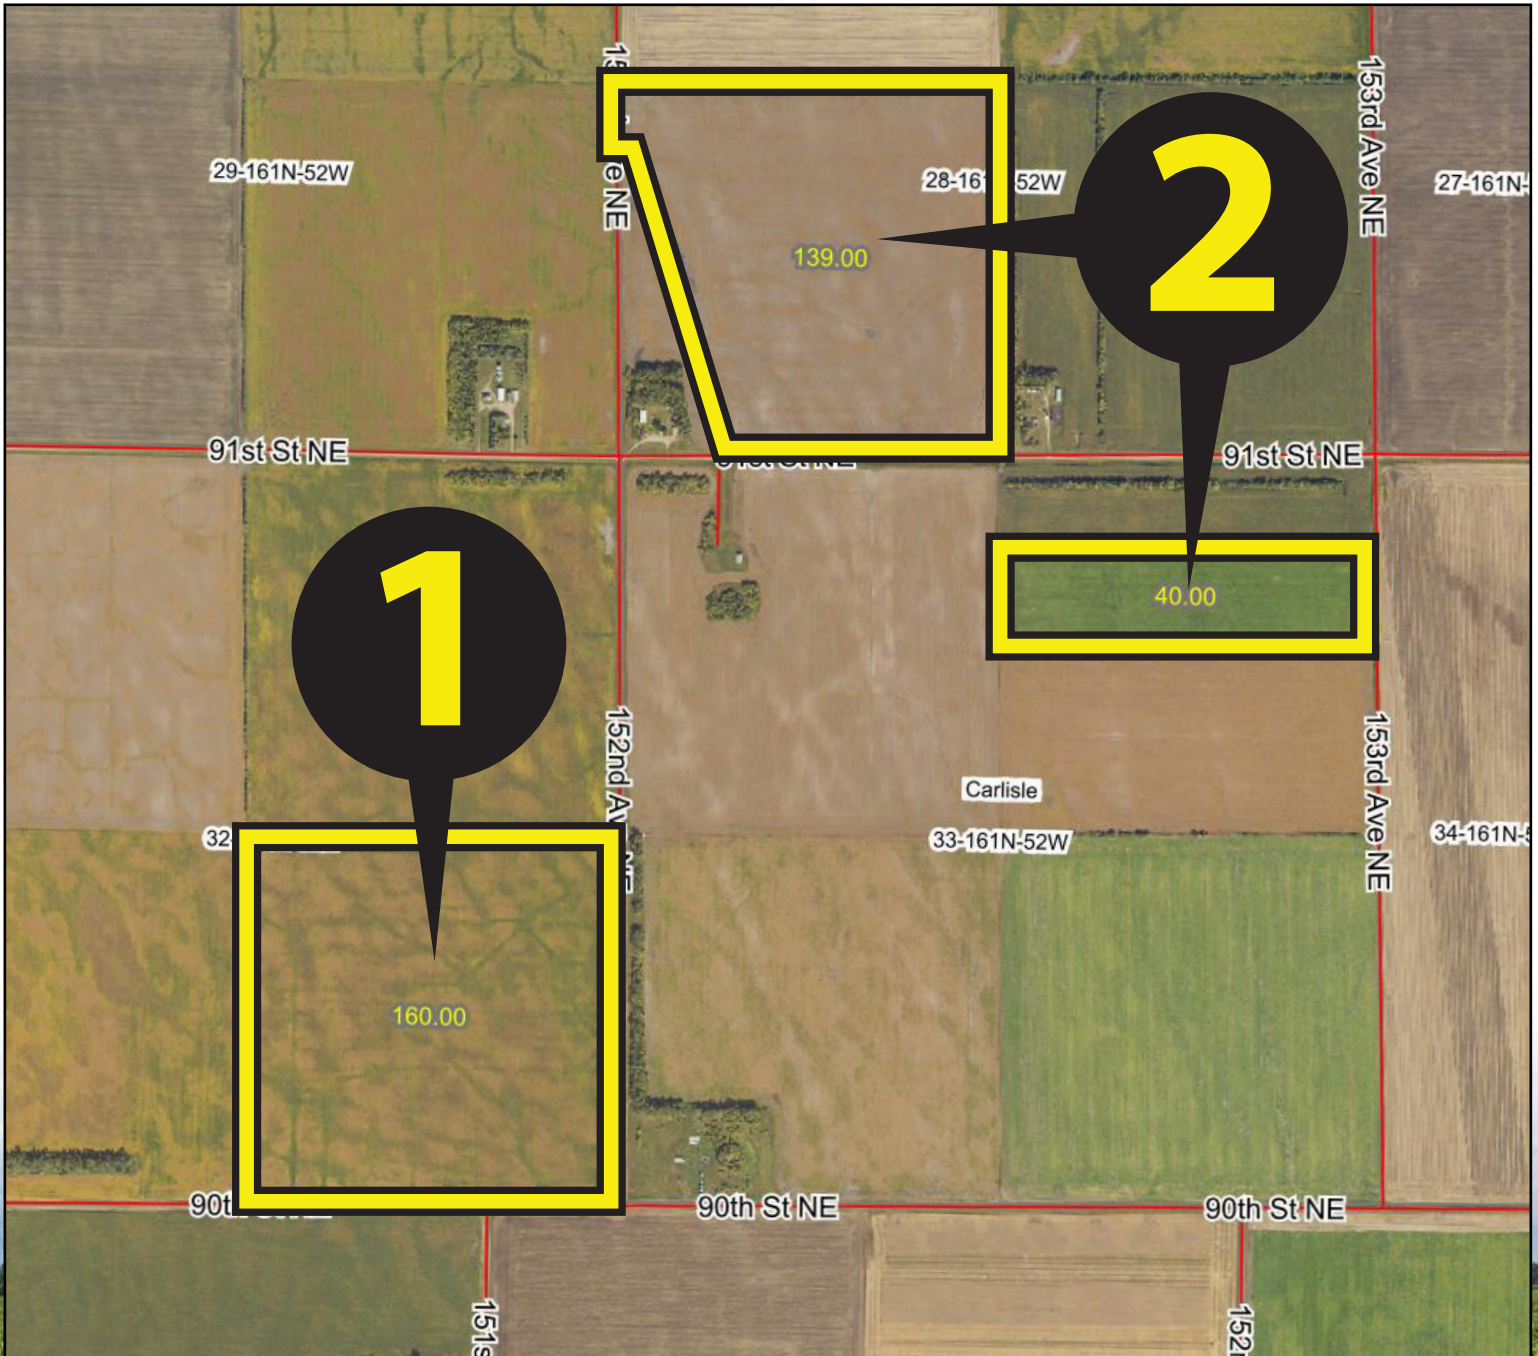 153rd Ave NE
29-161N-52W
28-161
52W
27-161N-
e NE
2
139.00
91st St NE
91st St NE
1
40.00
152nd Av
153rd Ave NE
Carlisle
32
33-161N-52W
34-161N-5
160.00
90th St NE
90th St NE
151s